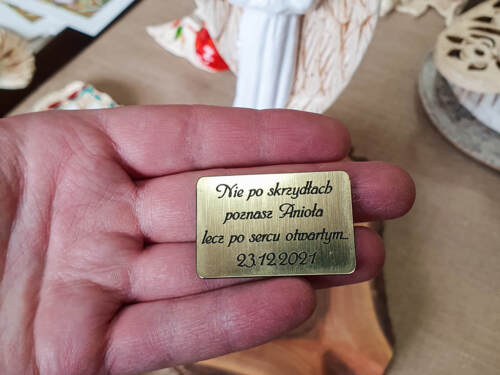 Nie po skrzydłach
poznasz Anioła
lecz po sercu otwartym...
23.12.2021